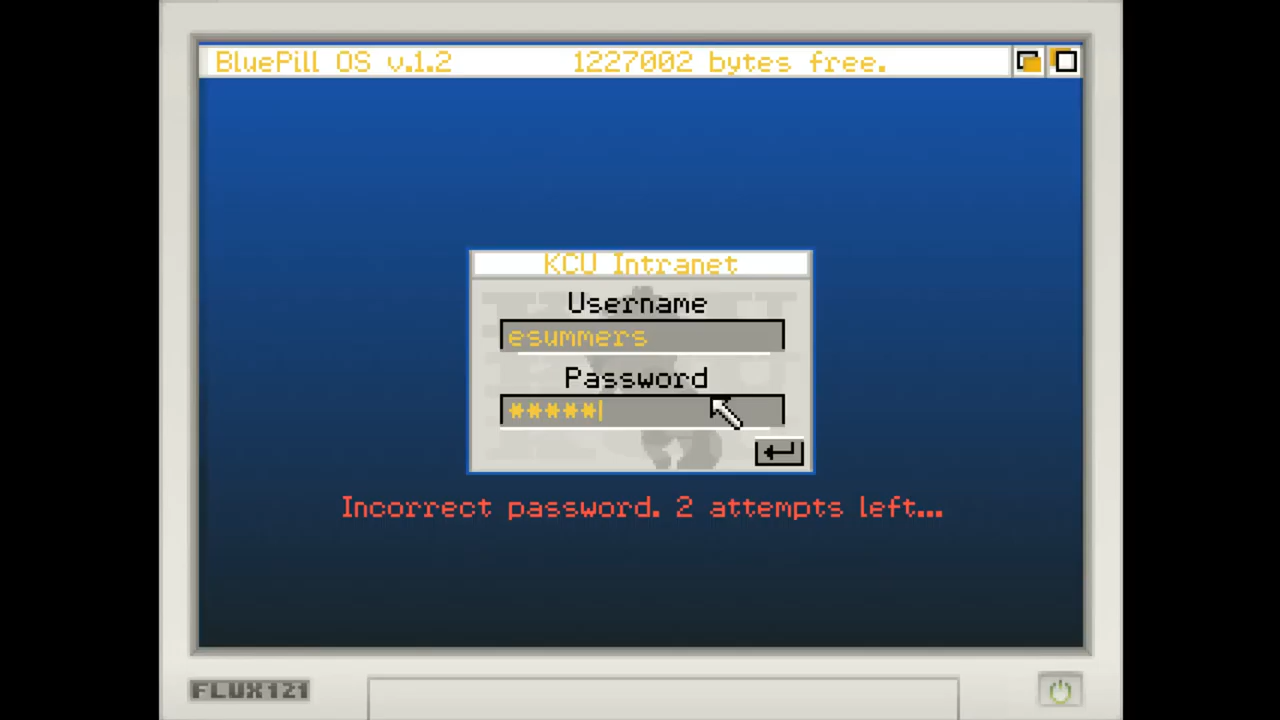 BluePill OS v.1.2 1227002 bytes free.
KCU Intranet
Username
esummers
Password
*****
Incorrect password. 2 attempts left...
FLUX121